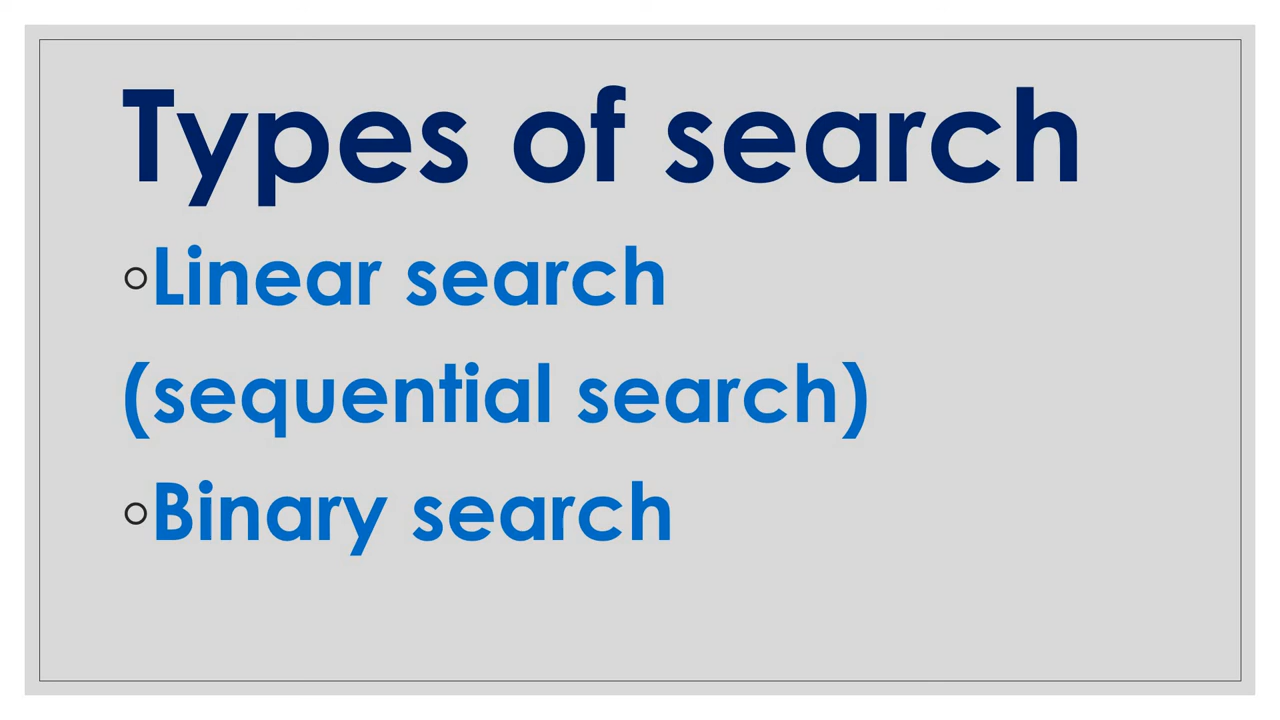 Types of search
◦Linear search
(sequential search)
◦Binary search